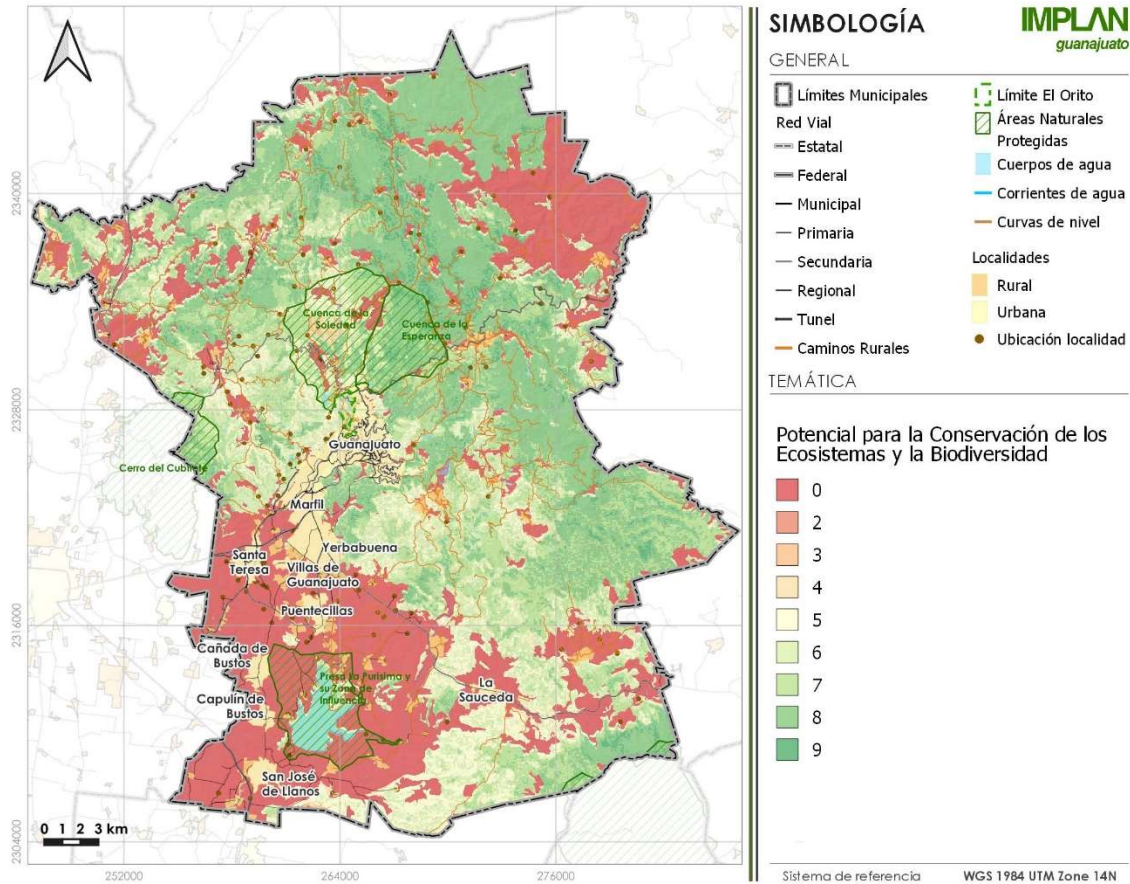 SIMBOLOGÍA
IMPLAN
guanajuato
GENERAL
Límites Municipales
Red Vial
Estatal
Federal
Municipal
Primaria
Secundaria
Regional
Tunel
Caminos Rurales
Límite El Orito
Áreas Naturales
Protegidas
Cuerpos de agua
Corrientes de agua
Curvas de nivel
Localidades
Rural
Urbana
Ubicación localidad
TEMÁTICA
Potencial para la Conservación de los
Ecosistemas y la Biodiversidad
0
2
3
4
5
6
7
8
9
Sistema de referencia
WGS 1984 UTM Zone 14N
2340000
2328000
2316000
2304000
252000
264000
276000
0 1 2 3 km
Cuenca de la
Soledad
Cuenca de la
Esperanza
Cerro del Cubilete
Guanajuato
Marfil
Yerbabuena
Santa
Teresa
Villas de
Guanajuato
Puentecillas
Cañada de
Bustos
Presa la Purísima y
su Zona de
Influencia
La
Sauceda
Capulín de
Bustos
San José
de Llanos